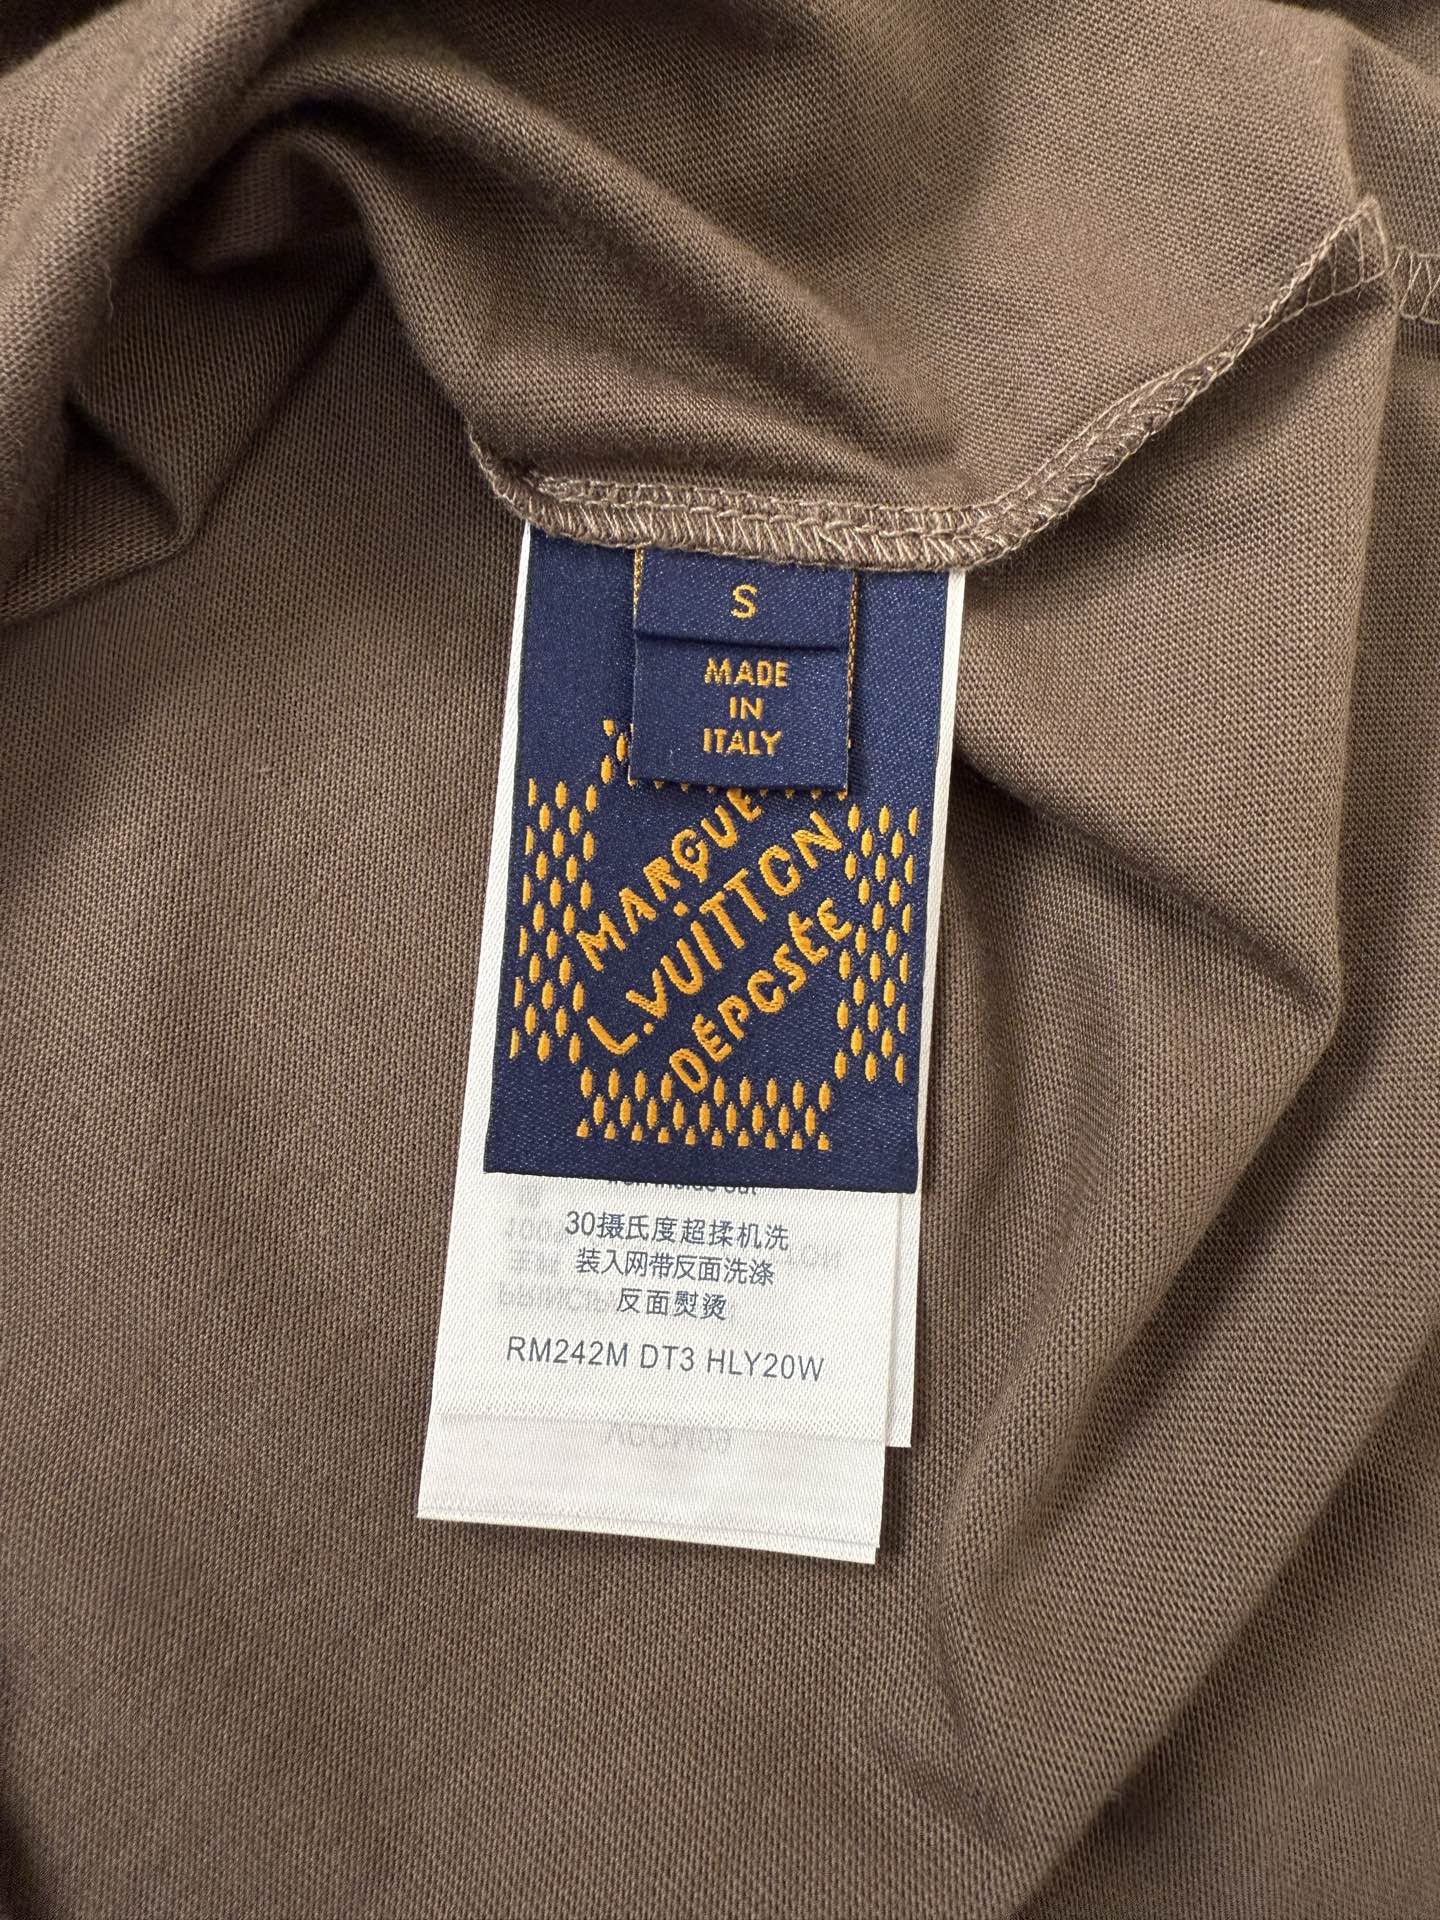 S
MADE
IN
ITALY
MARQUE
L.VUITTON
DÉPOSÉE
30摄氏度超揉机洗
装入网带反面洗涤
反面熨烫
RM242M DT3 HLY20W